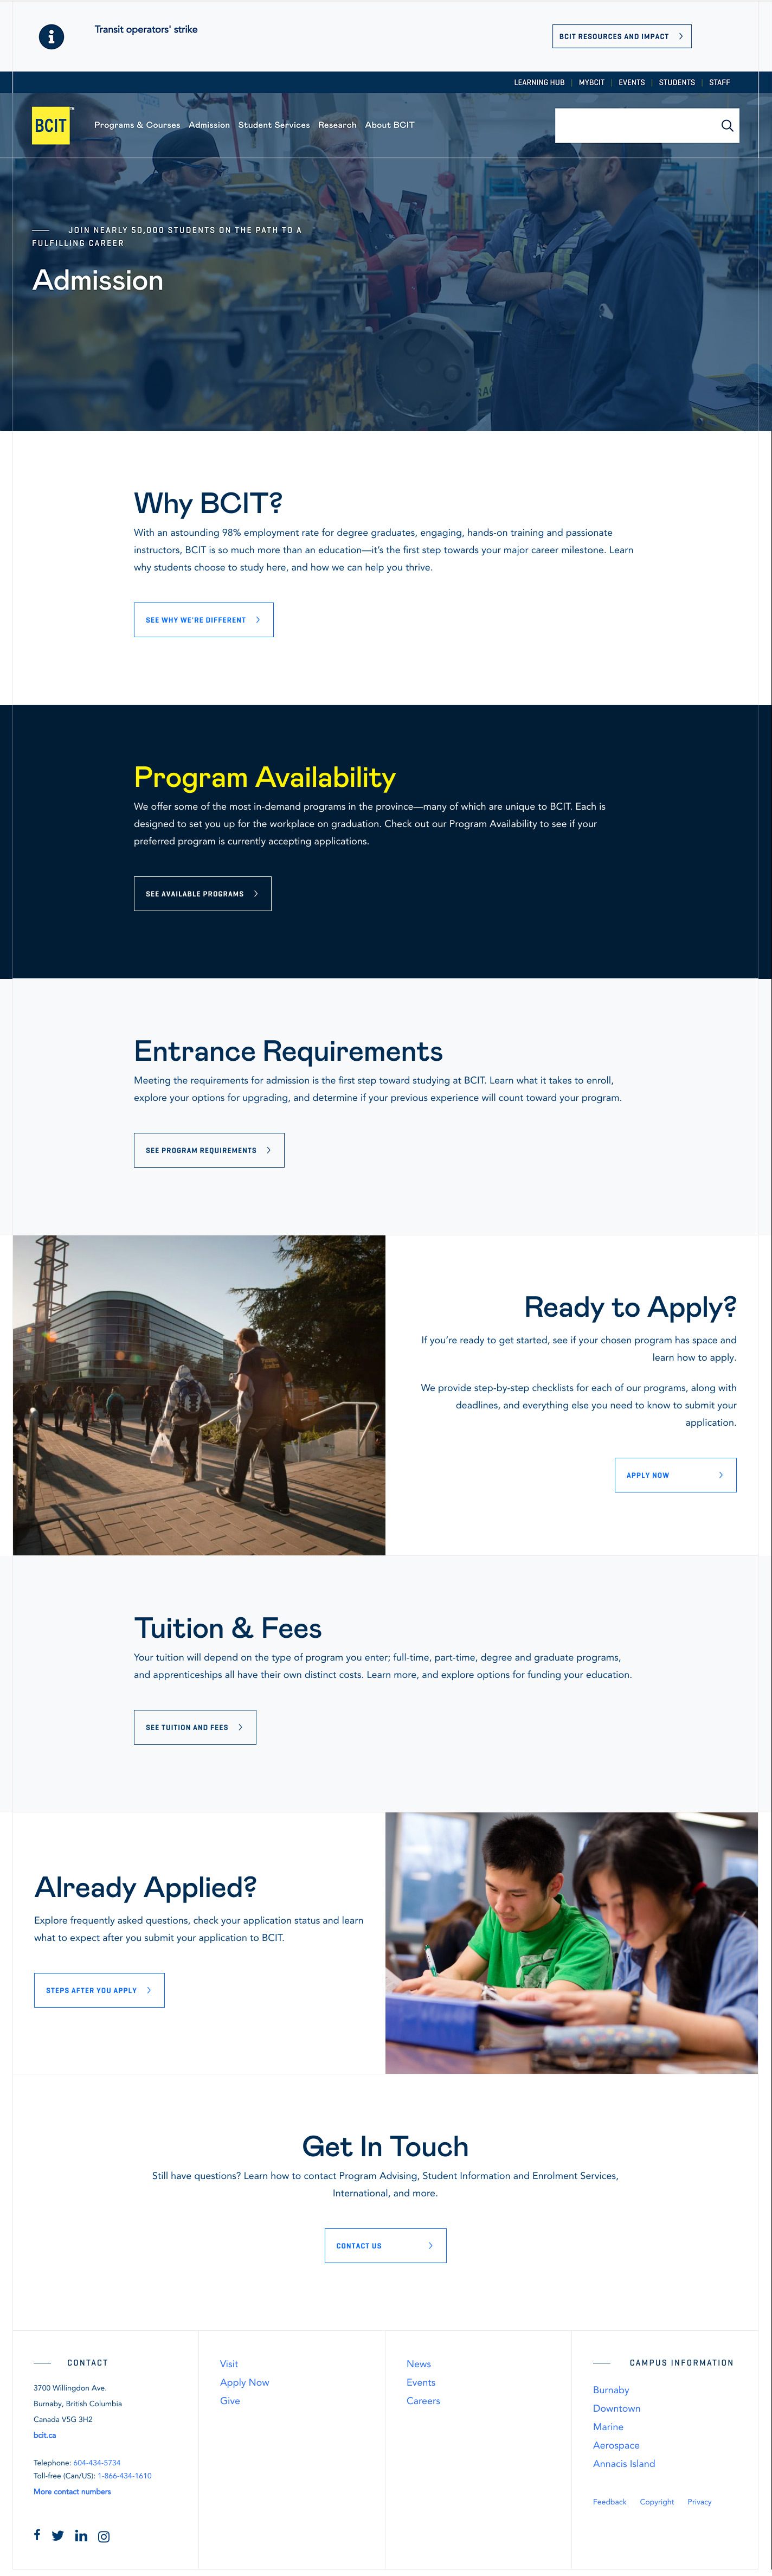 Transit operators' strike
BCIT RESOURCES AND IMPACT
LEARNING HUB | MYBCIT | EVENTS | STUDENTS | STAFF
BCIT™
Programs & Courses Admission Student Services Research About BCIT
JOIN NEARLY 50,000 STUDENTS ON THE PATH TO A
FULFILLING CAREER
Admission
Why BCIT?
With an astounding 98% employment rate for degree graduates, engaging, hands-on training and passionate
instructors, BCIT is so much more than an education—it's the first step towards your major career milestone. Learn
why students choose to study here, and how we can help you thrive.
SEE WHY WE'RE DIFFERENT
Program Availability
We offer some of the most in-demand programs in the province—many of which are unique to BCIT. Each is
designed to set you up for the workplace on graduation. Check out our Program Availability to see if your
preferred program is currently accepting applications.
SEE AVAILABLE PROGRAMS
Entrance Requirements
Meeting the requirements for admission is the first step toward studying at BCIT. Learn what it takes to enroll,
explore your options for upgrading, and determine if your previous experience will count toward your program.
SEE PROGRAM REQUIREMENTS
Ready to Apply?
If you're ready to get started, see if your chosen program has space and
learn how to apply.
We provide step-by-step checklists for each of our programs, along with
deadlines, and everything else you need to know to submit your
application.
APPLY NOW
Tuition & Fees
Your tuition will depend on the type of program you enter; full-time, part-time, degree and graduate programs,
and apprenticeships all have their own distinct costs. Learn more, and explore options for funding your education.
SEE TUITION AND FEES
Already Applied?
Explore frequently asked questions, check your application status and learn
what to expect after you submit your application to BCIT.
STEPS AFTER YOU APPLY
Get In Touch
Still have questions? Learn how to contact Program Advising, Student Information and Enrolment Services,
International, and more.
CONTACT US
CONTACT
3700 Willingdon Ave.
Burnaby, British Columbia
Canada V5G 3H2
bcit.ca
Telephone: 604-434-5734
Toll-free (Can/US): 1-866-434-1610
More contact numbers
Visit
Apply Now
Give
News
Events
Careers
CAMPUS INFORMATION
Burnaby
Downtown
Marine
Aerospace
Annacis Island
Feedback Copyright Privacy